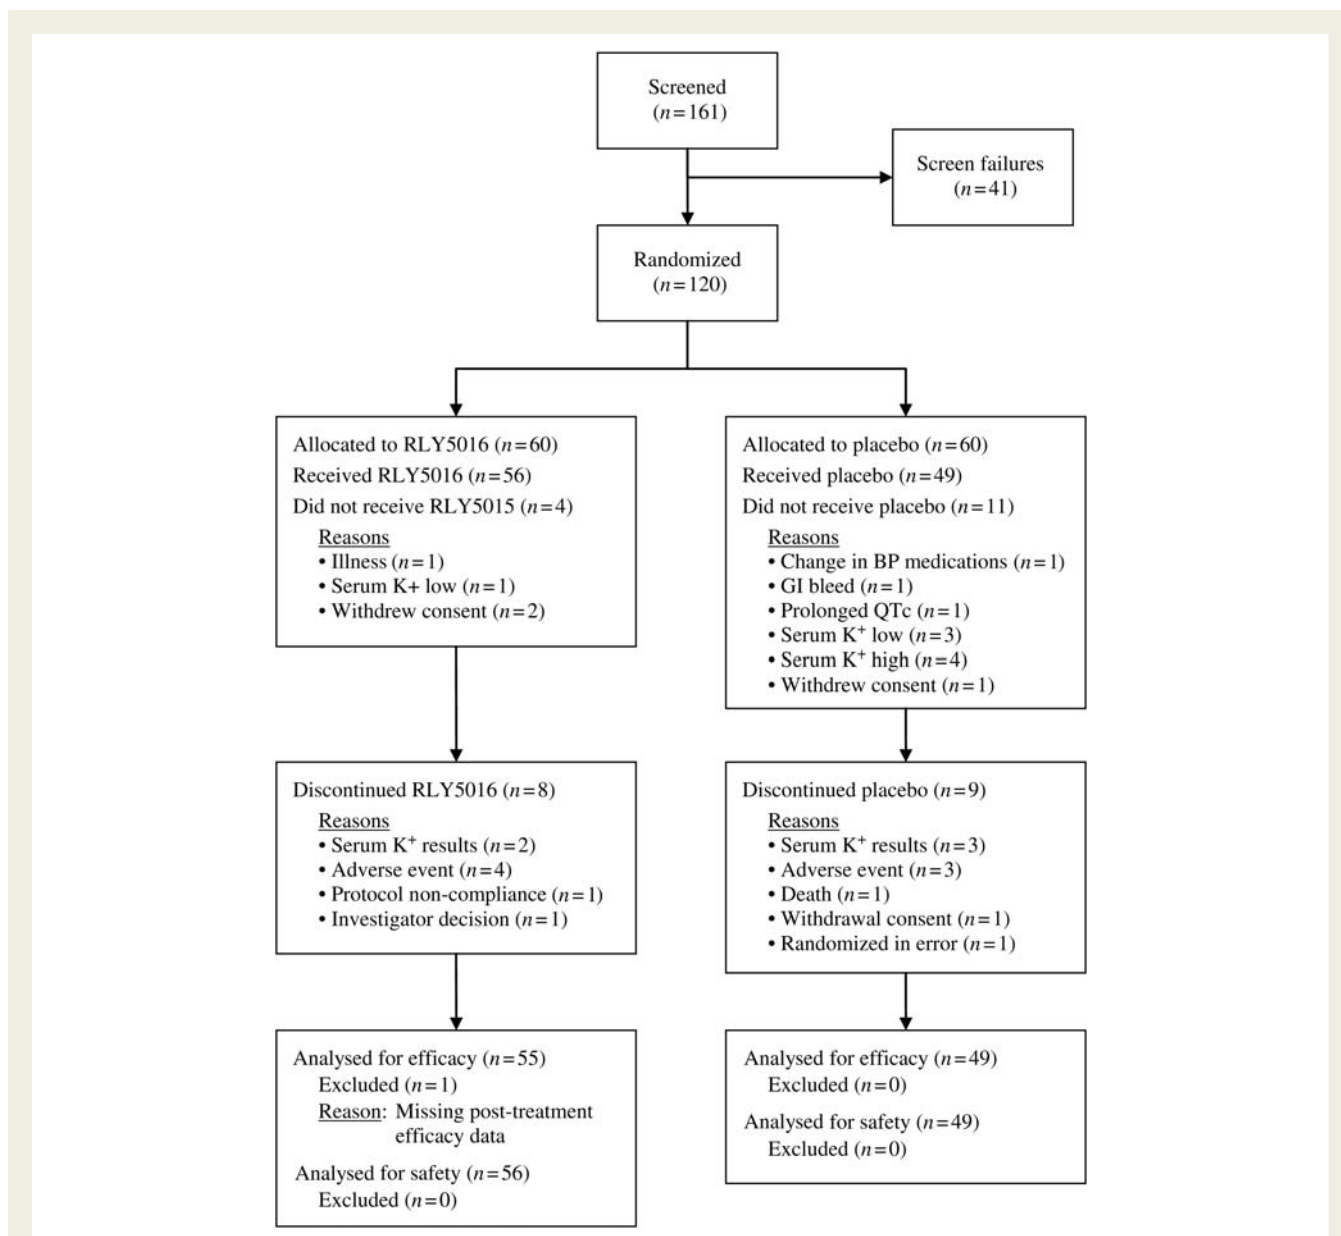 Screened
(n=161)
Screen failures
(n=41)
Randomized
(n=120)
Allocated to RLY5016 (n=60)
Received RLY5016 (n=56)
Did not receive RLY5015 (n=4)
Reasons
• Illness (n=1)
• Serum K+ low (n=1)
• Withdrew consent (n=2)
Allocated to placebo (n=60)
Received placebo (n=49)
Did not receive placebo (n=11)
Reasons
• Change in BP medications (n=1)
• GI bleed (n=1)
• Prolonged QTc (n=1)
• Serum K⁺ low (n=3)
• Serum K⁺ high (n=4)
• Withdrew consent (n=1)
Discontinued RLY5016 (n=8)
Reasons
• Serum K⁺ results (n=2)
• Adverse event (n=4)
• Protocol non-compliance (n=1)
• Investigator decision (n=1)
Discontinued placebo (n=9)
Reasons
• Serum K⁺ results (n=3)
• Adverse event (n=3)
• Death (n=1)
• Withdrawal consent (n=1)
• Randomized in error (n=1)
Analysed for efficacy (n=55)
Excluded (n=1)
Reason: Missing post-treatment
efficacy data
Analysed for safety (n=56)
Excluded (n=0)
Analysed for efficacy (n=49)
Excluded (n=0)
Analysed for safety (n=49)
Excluded (n=0)